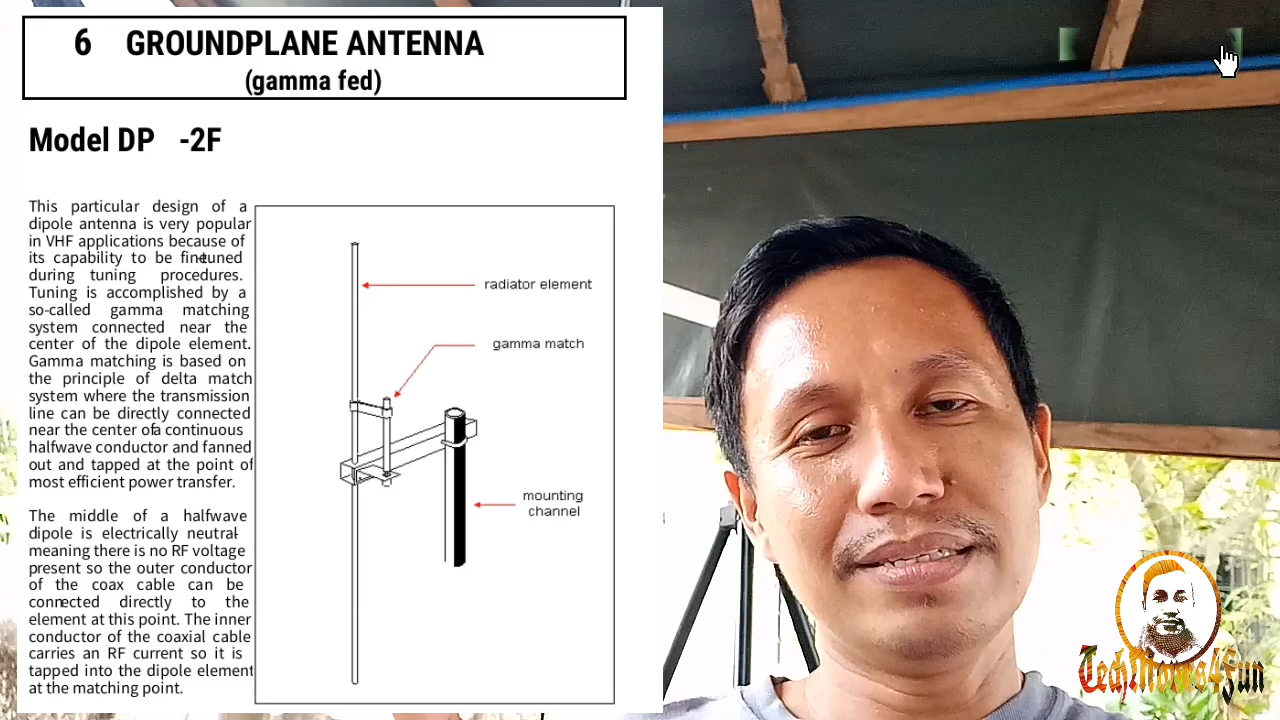 6 GROUNDPLANE ANTENNA
(gamma fed)
Model DP -2F
This particular design of a
dipole antenna is very popular
in VHF applications because of
its capability to be fine-tuned
during tuning procedures.
Tuning is accomplished by a
so-called gamma matching
system connected near the
center of the dipole element.
Gamma matching is based on
the principle of delta match
system where the transmission
line can be directly connected
near the center of a continuous
halfwave conductor and fanned
out and tapped at the point of
most efficient power transfer.
The middle of a halfwave
dipole is electrically neutral-
meaning there is no RF voltage
present so the outer conductor
of the coax cable can be
connected directly to the
element at this point. The inner
conductor of the coaxial cable
carries an RF current so it is
tapped into the dipole element
at the matching point.
radiator element
gamma match
mounting
channel
TechMoves4Fun